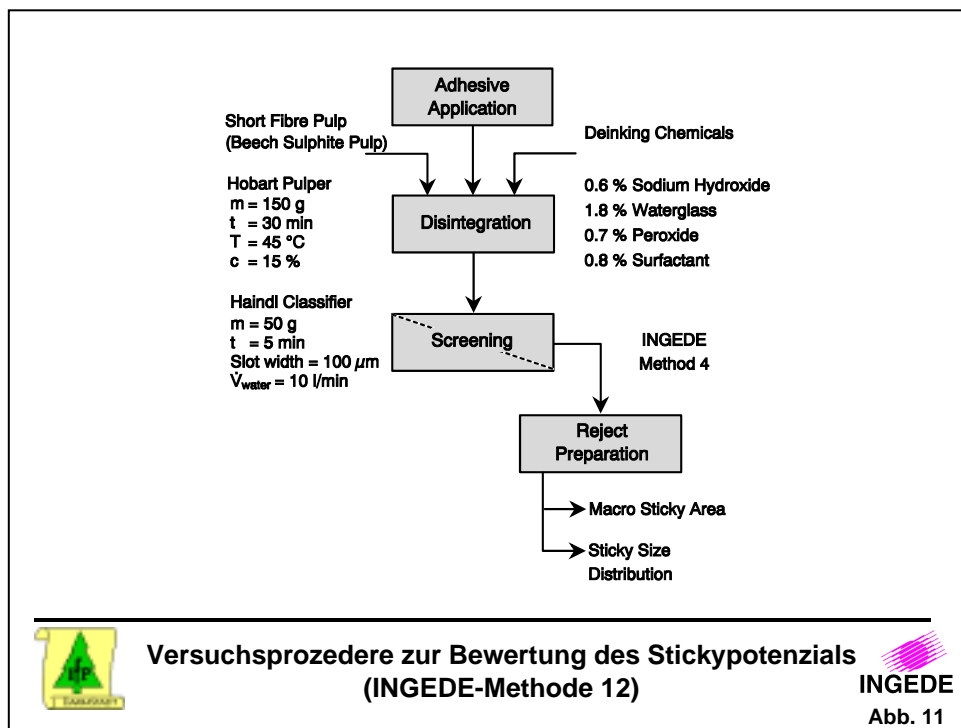 Adhesive
Application
Short Fibre Pulp
(Beech Sulphite Pulp)
Deinking Chemicals
Hobart Pulper
m = 150 g
t = 30 min
T = 45 °C
c = 15 %
Disintegration
0.6 % Sodium Hydroxide
1.8 % Waterglass
0.7 % Peroxide
0.8 % Surfactant
Haindl Classifier
m = 50 g
t = 5 min
Slot width = 100 µm
V̇water = 10 l/min
Screening
INGEDE
Method 4
Reject
Preparation
Macro Sticky Area
Sticky Size
Distribution
Versuchsprozedere zur Bewertung des Stickypotenzials
(INGEDE-Methode 12)
INGEDE
Abb. 11